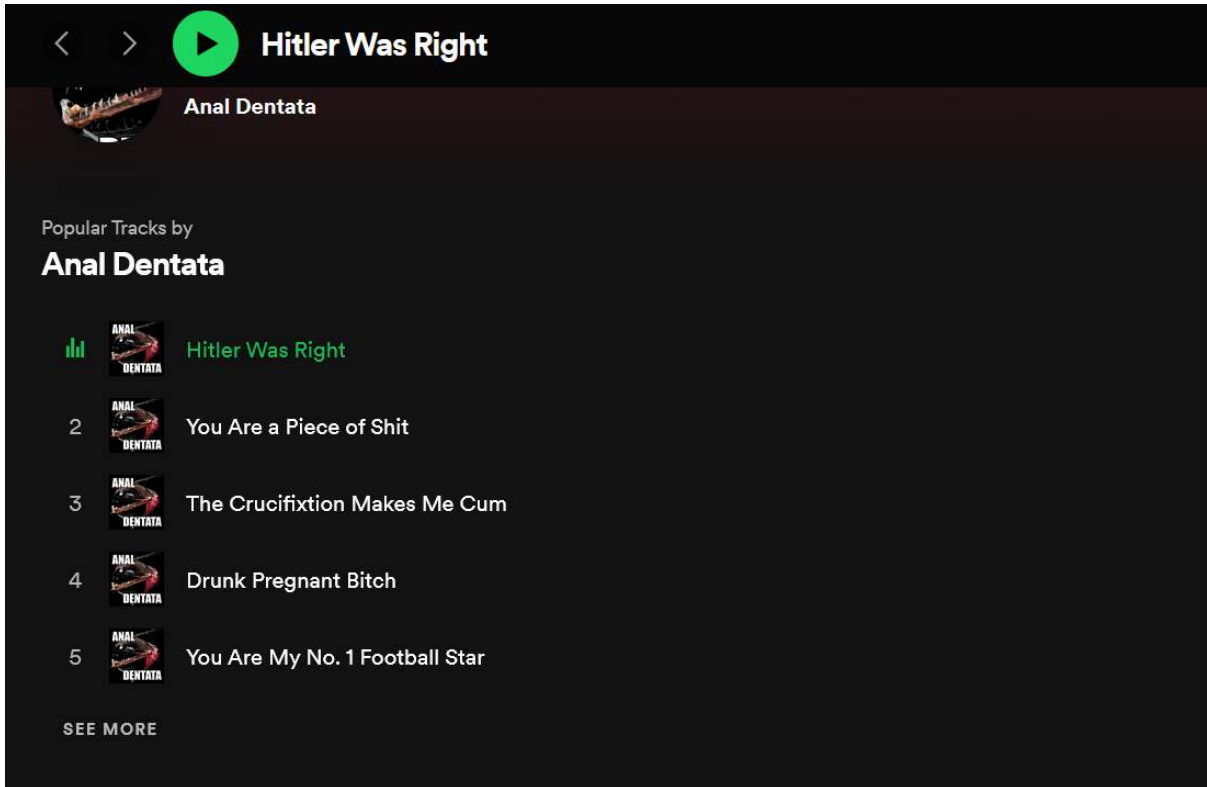 Hitler Was Right
Anal Dentata
Popular Tracks by
Anal Dentata
ANAL
DENTATA
Hitler Was Right
2
ANAL
DENTATA
You Are a Piece of Shit
3
ANAL
DENTATA
The Crucifixtion Makes Me Cum
4
ANAL
DENTATA
Drunk Pregnant Bitch
5
ANAL
DENTATA
You Are My No. 1 Football Star
SEE MORE